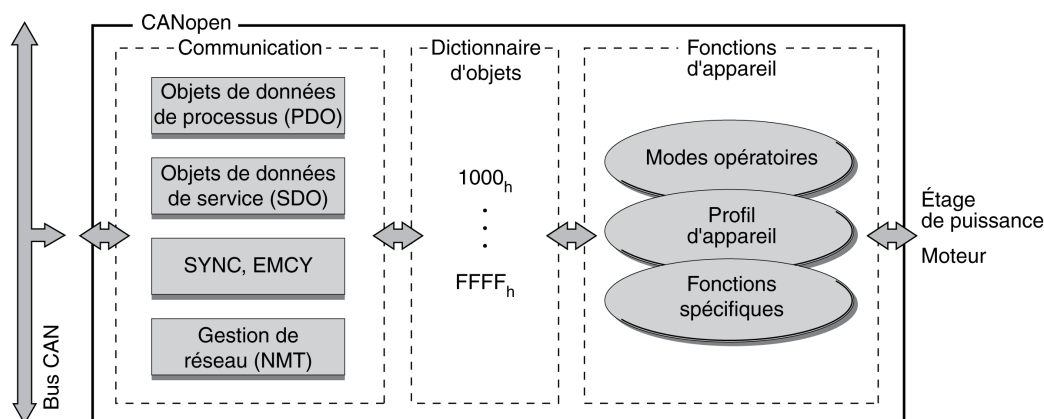 CANopen
Communication
Objets de données
de processus (PDO)
Objets de données
de service (SDO)
SYNC, EMCY
Gestion de
réseau (NMT)
Dictionnaire
d'objets
1000h
FFFFh
Fonctions
d'appareil
Modes opératoires
Profil
d'appareil
Fonctions
spécifiques
Étage
de puissance
Moteur
Bus CAN